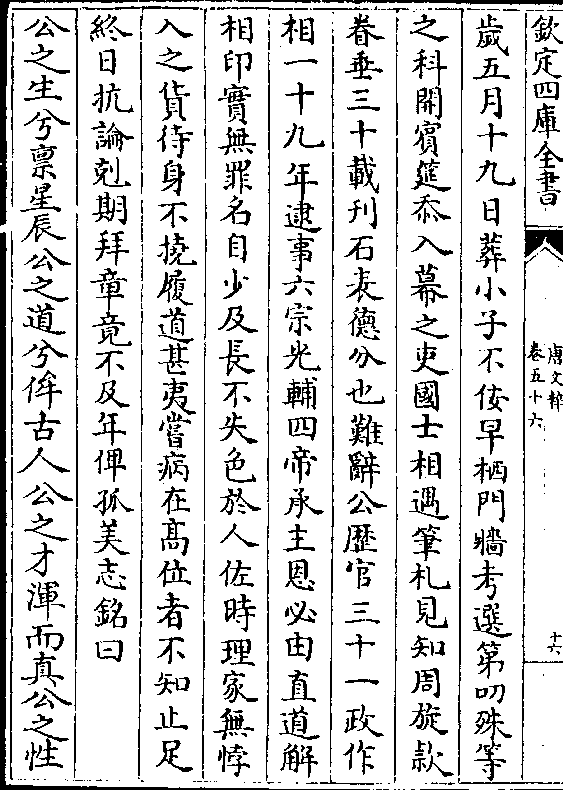 欽定四庫全書
唐文粹
卷五十六
十六
歲五月十九日葬小子不佞早栖門牆考選第叨殊等
之科開賓筵忝入幕之吏國士相遇筆札見知周旋款
眷垂三十載刋石表德分也難辭公歷官三十一政作
相一十九年逮事六宗光輔四帝承主恩必由直道解
相印實無罪名自少及長不失色於人佐時理家無悖
入之貨待身不撓履道甚夷嘗病在髙位者不知止足
終日抗論剋期拜章竟不及年俾孤美志銘曰
公之生兮禀星辰公之道兮侔古人公之才渾而真公之性